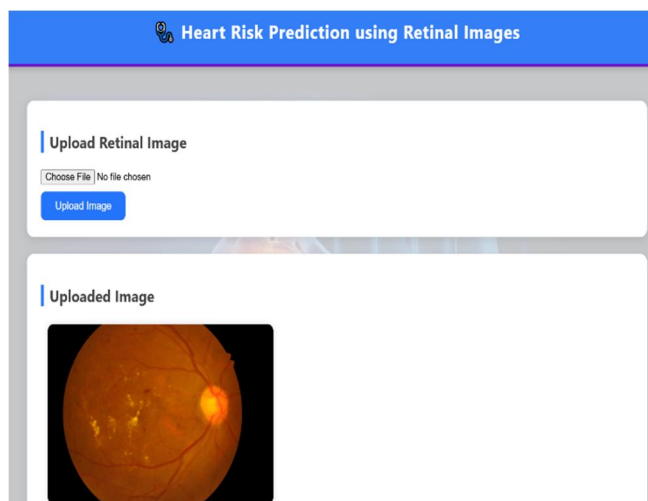 Heart Risk Prediction using Retinal Images
Upload Retinal Image
Choose File No file chosen
Upload Image
Uploaded Image